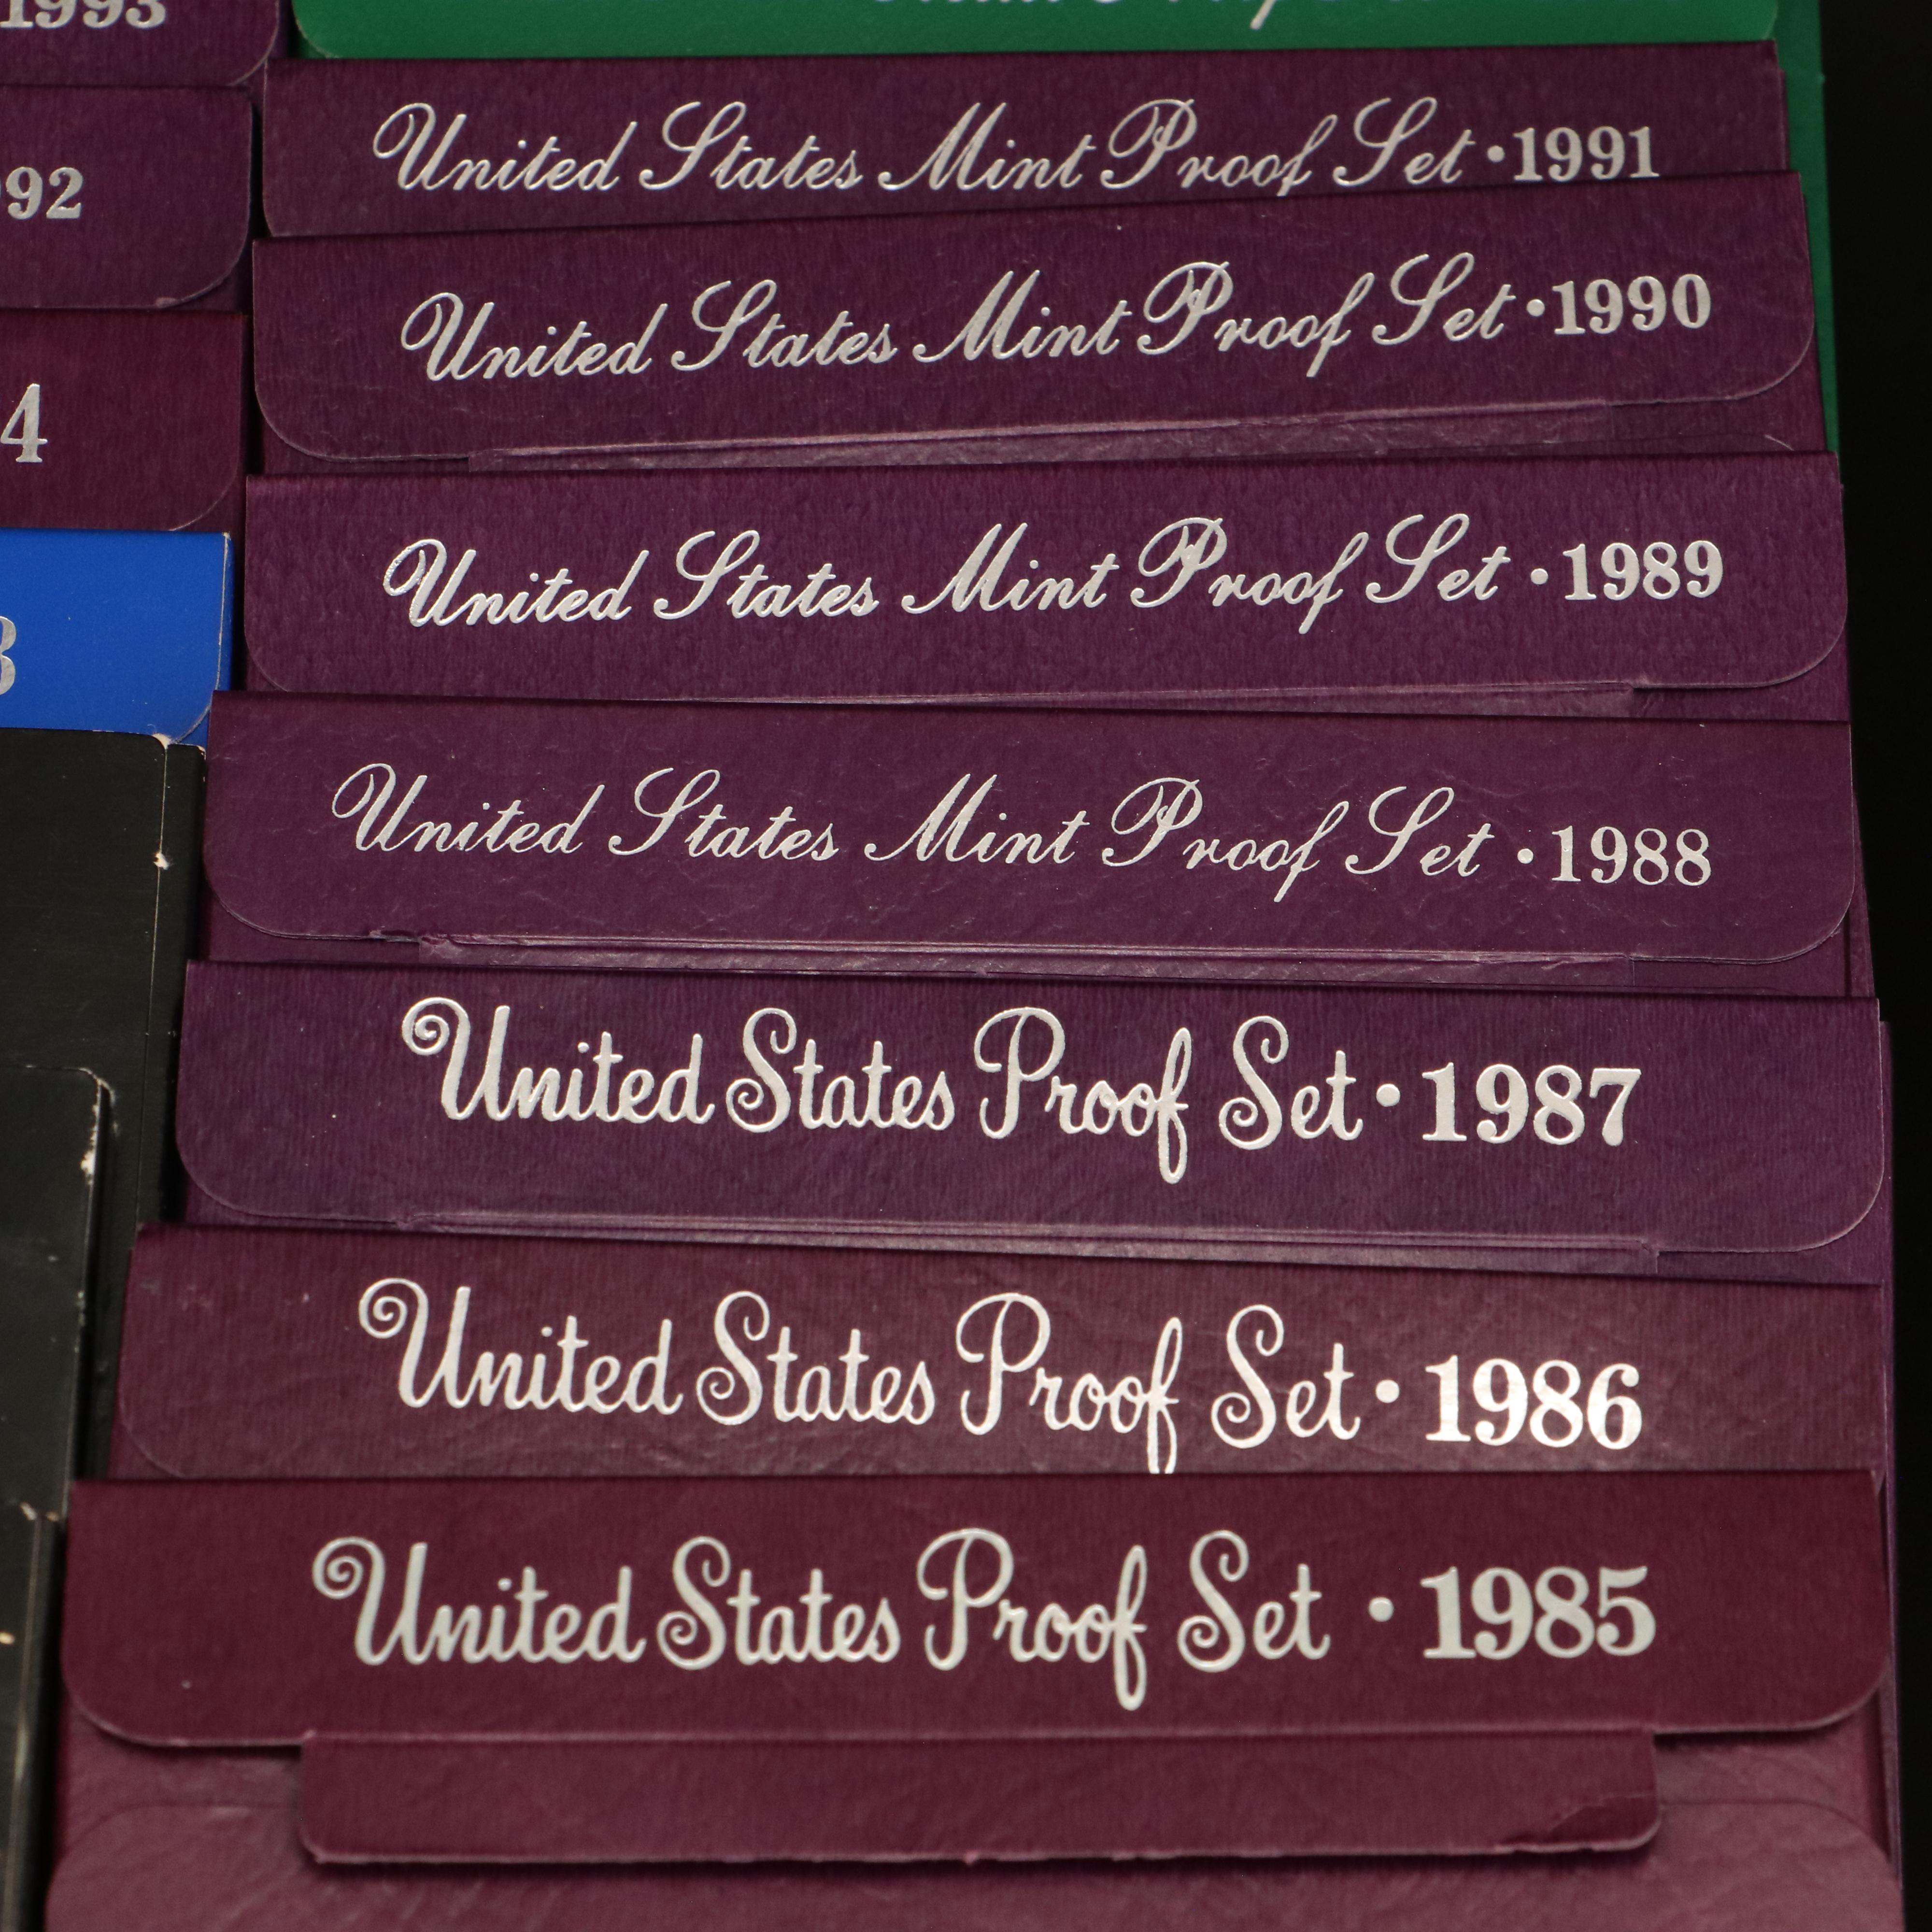 1993
92
4
3
United States Mint Proof Set • 1991
United States Mint Proof Set • 1990
United States Mint Proof Set • 1989
United States Mint Proof Set • 1988
United States Proof Set • 1987
United States Proof Set • 1986
United States Proof Set • 1985